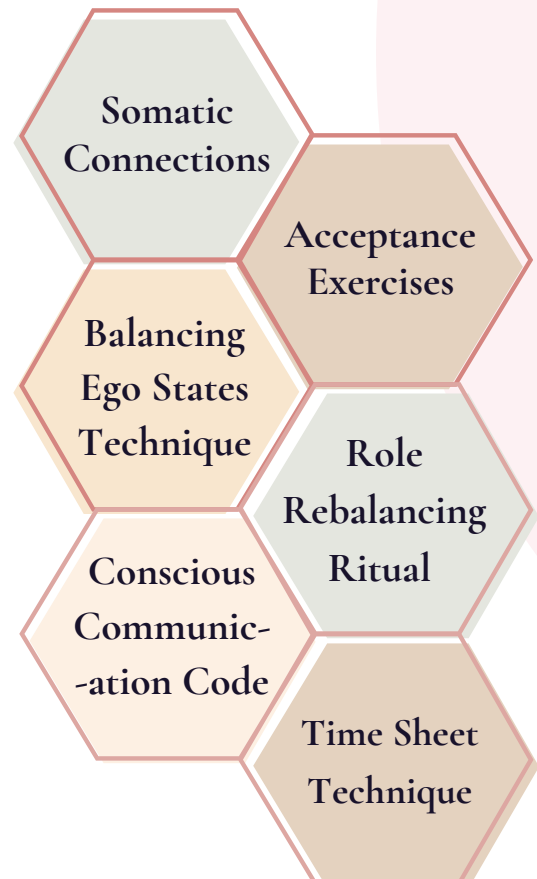 Somatic
Connections
Acceptance
Exercises
Balancing
Ego States
Technique
Role
Rebalancing
Ritual
Conscious
Communic-
-ation Code
Time Sheet
Technique